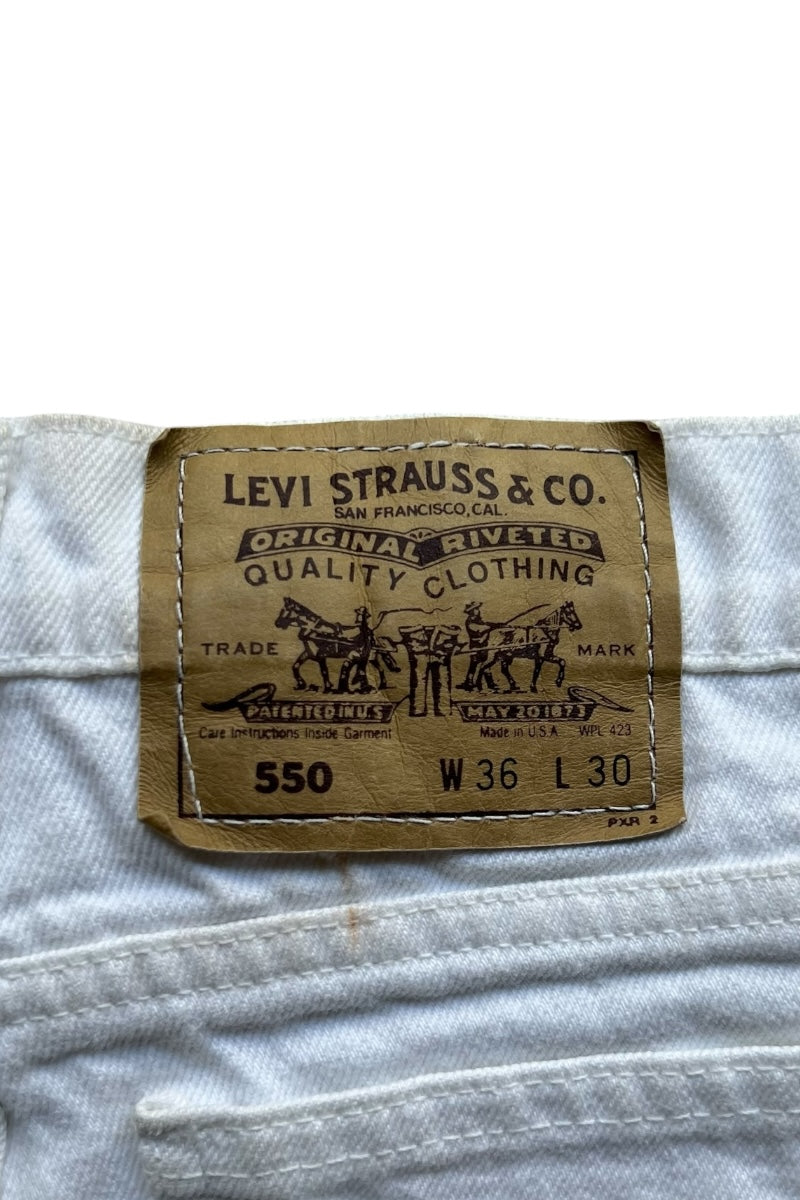 LEVI STRAUSS & CO.
SAN FRANCISCO, CAL.
ORIGINAL RIVETED
QUALITY CLOTHING
TRADE MARK
PATENTED IN U.S. MAY 20 1873
Care Instructions Inside Garment Made in U.S.A. WPL 423
550 W 36 L 30
PXR 2